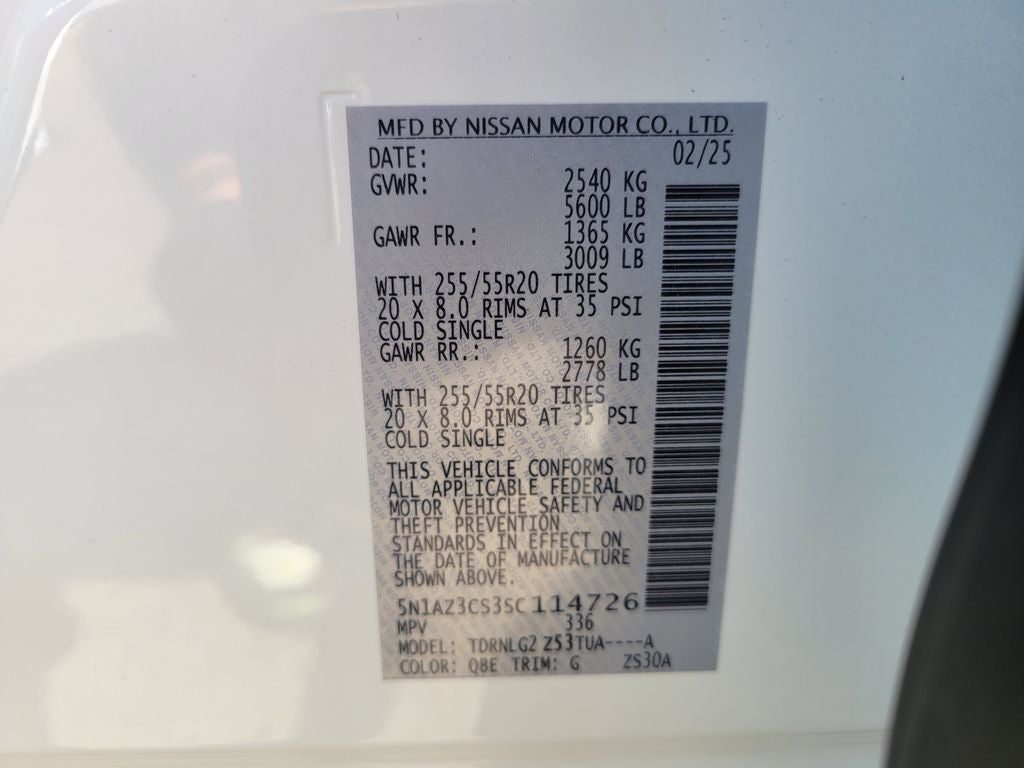 MFD BY NISSAN MOTOR CO., LTD.
DATE: 02/25
GVWR: 2540 KG
5600 LB
GAWR FR.: 1365 KG
3009 LB
WITH 255/55R20 TIRES
20 X 8.0 RIMS AT 35 PSI
COLD SINGLE
GAWR RR.: 1260 KG
2778 LB
WITH 255/55R20 TIRES
20 X 8.0 RIMS AT 35 PSI
COLD SINGLE
THIS VEHICLE CONFORMS TO
ALL APPLICABLE FEDERAL
MOTOR VEHICLE SAFETY AND
THEFT PREVENTION
STANDARDS IN EFFECT ON
THE DATE OF MANUFACTURE
SHOWN ABOVE.
5N1AZ3CS3SC114726
MPV 336
MODEL: TDRNLG2 Z53TUA----A
COLOR: QBE TRIM: G ZS30A